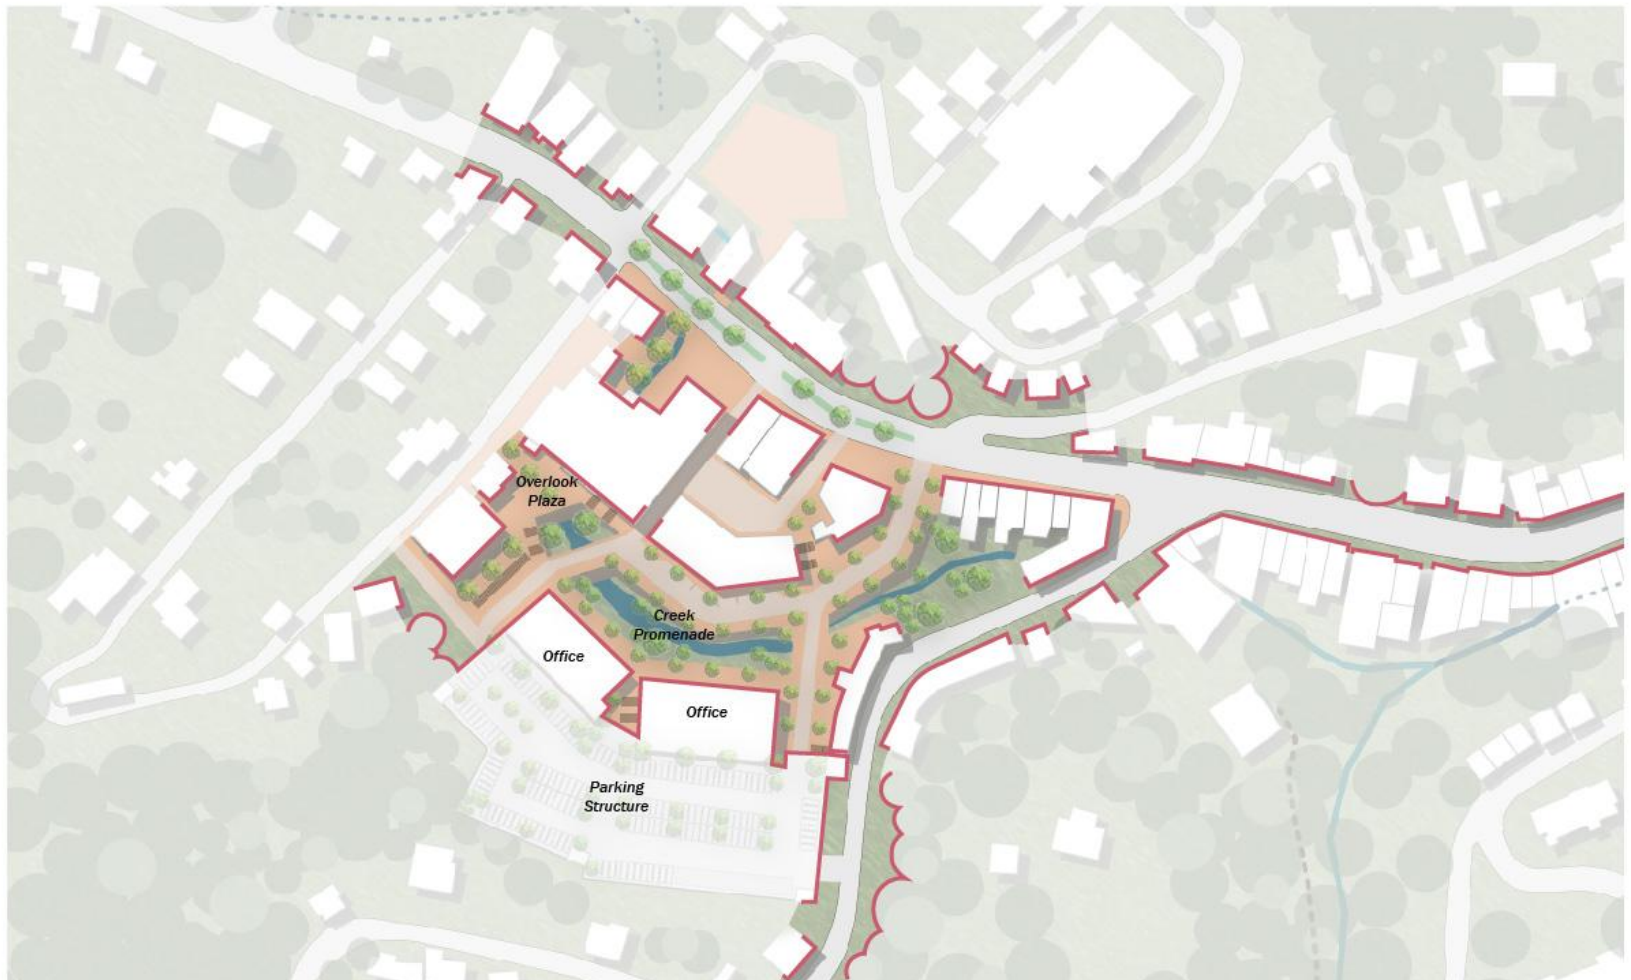 Overlook
Plaza
Creek
Promenade
Office
Office
Parking
Structure